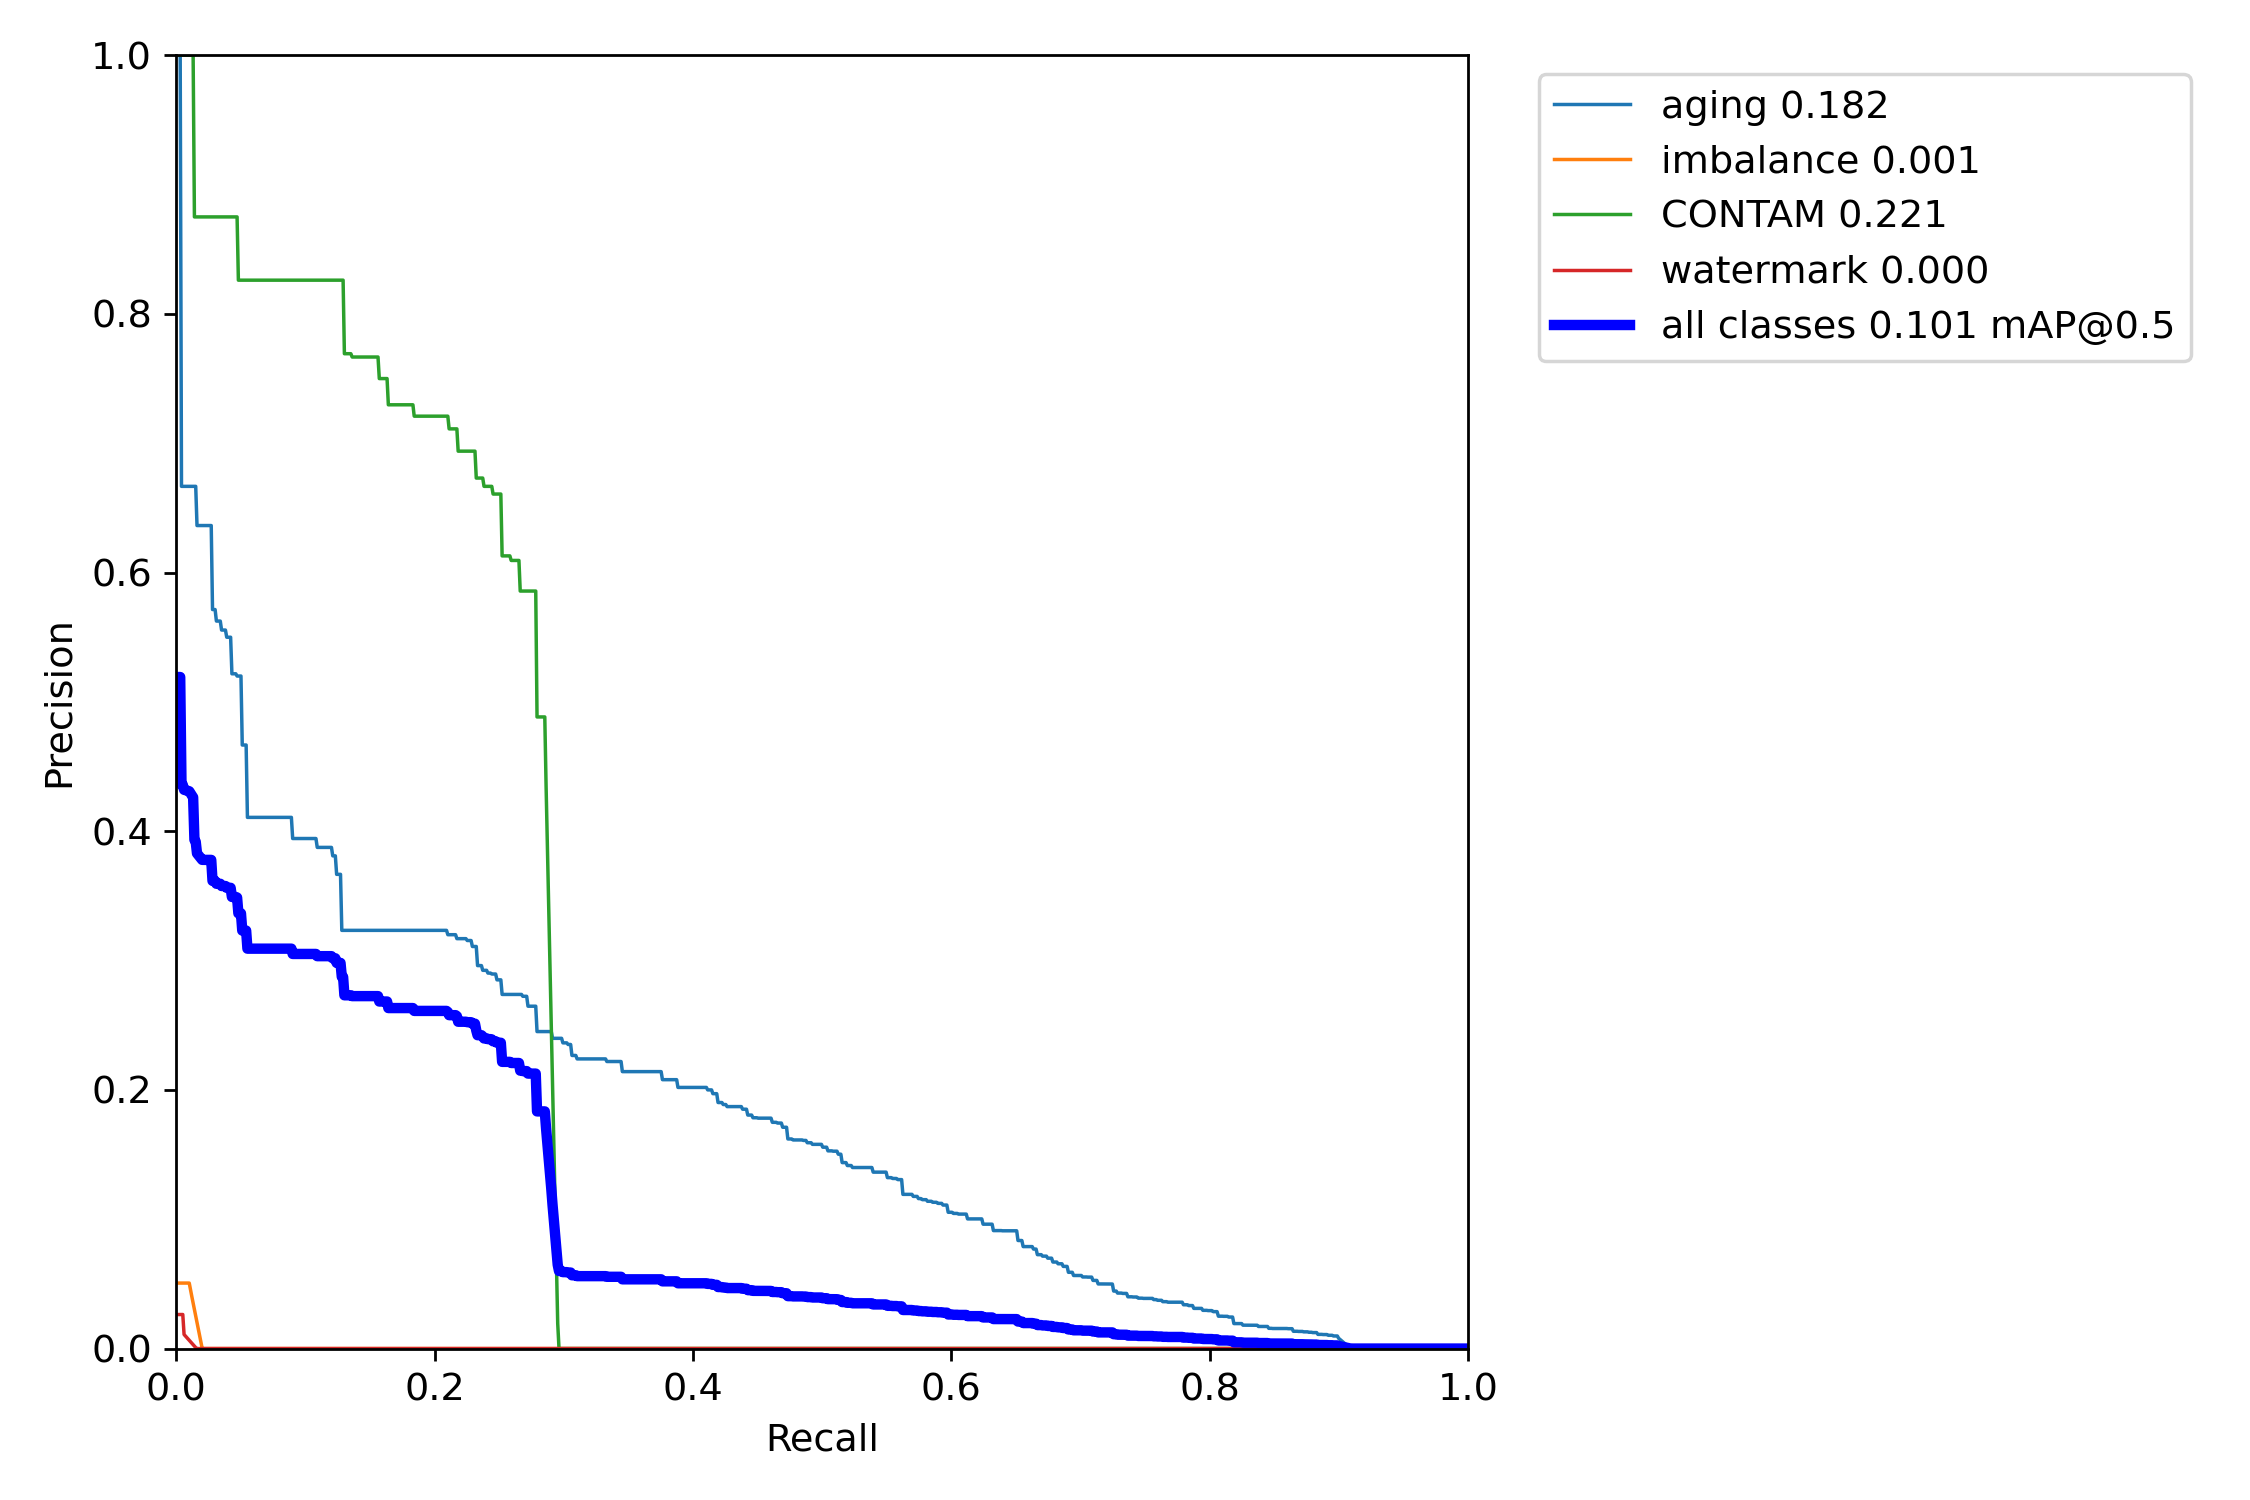 1.0
0.8
0.6
0.4
0.2
0.0
Precision
0.0 0.2 0.4 0.6 0.8 1.0
Recall
aging 0.182
imbalance 0.001
CONTAM 0.221
watermark 0.000
all classes 0.101 mAP@0.5